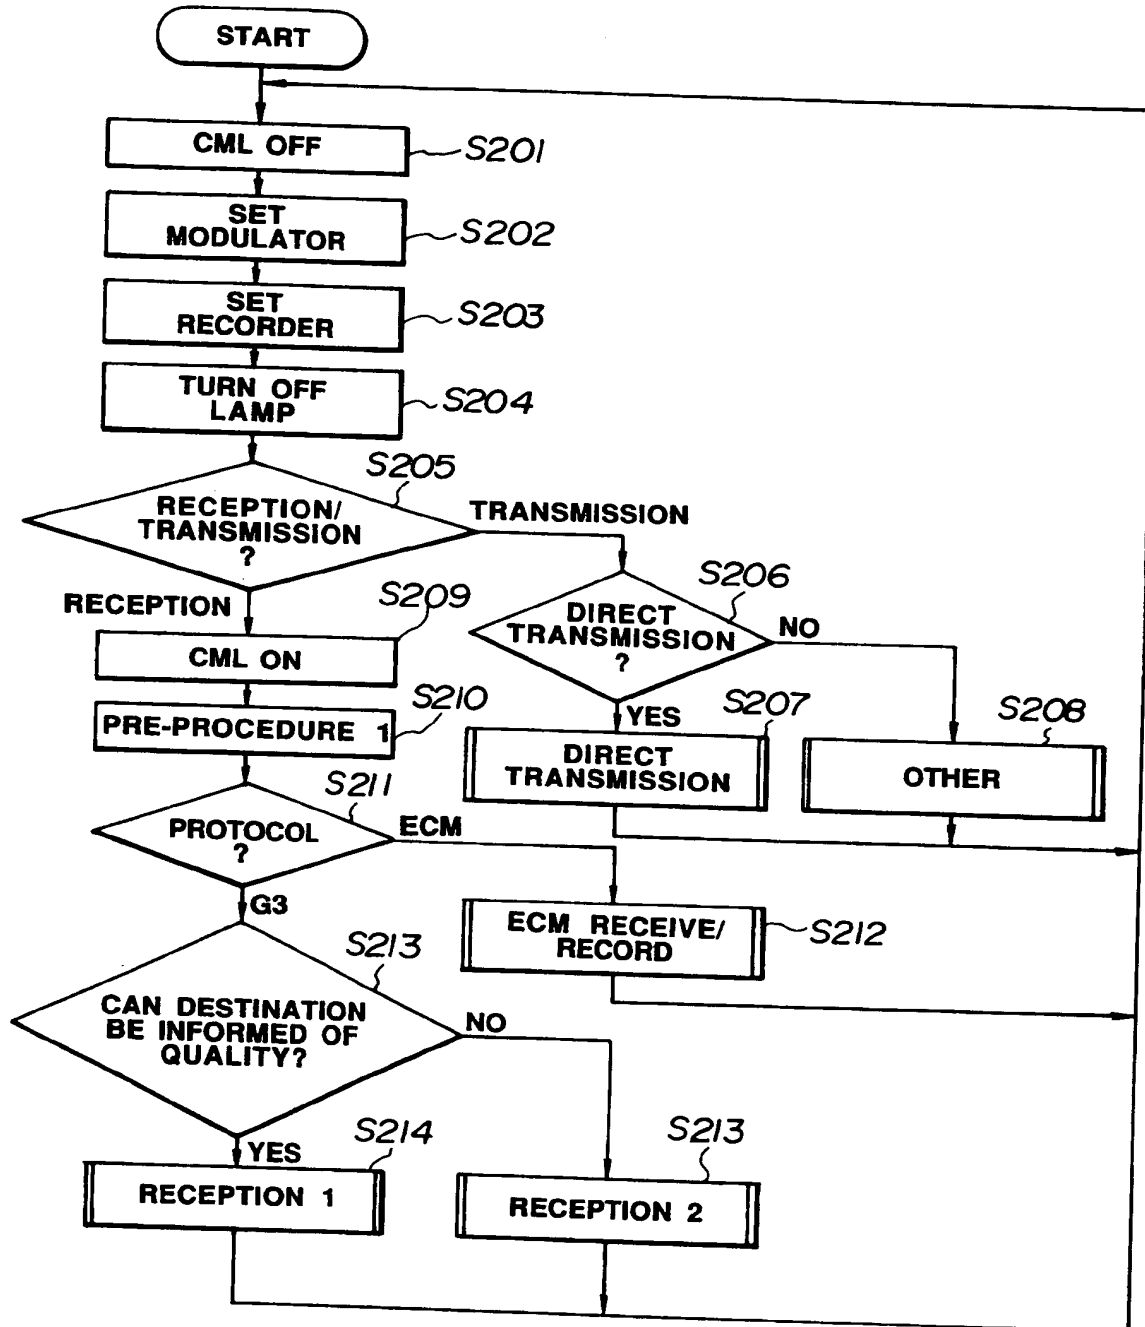 START
CML OFF
S201
SET
MODULATOR
S202
SET
RECORDER
S203
TURN OFF
LAMP
S204
S205
RECEPTION/
TRANSMISSION
?
TRANSMISSION
RECEPTION
S206
DIRECT
TRANSMISSION
?
NO
YES
S207
DIRECT
TRANSMISSION
S208
OTHER
S209
CML ON
S210
PRE-PROCEDURE 1
S211
PROTOCOL
?
ECM
G3
ECM RECEIVE/
RECORD
S212
S213
CAN DESTINATION
BE INFORMED OF
QUALITY?
NO
YES
S214
RECEPTION 1
S213
RECEPTION 2